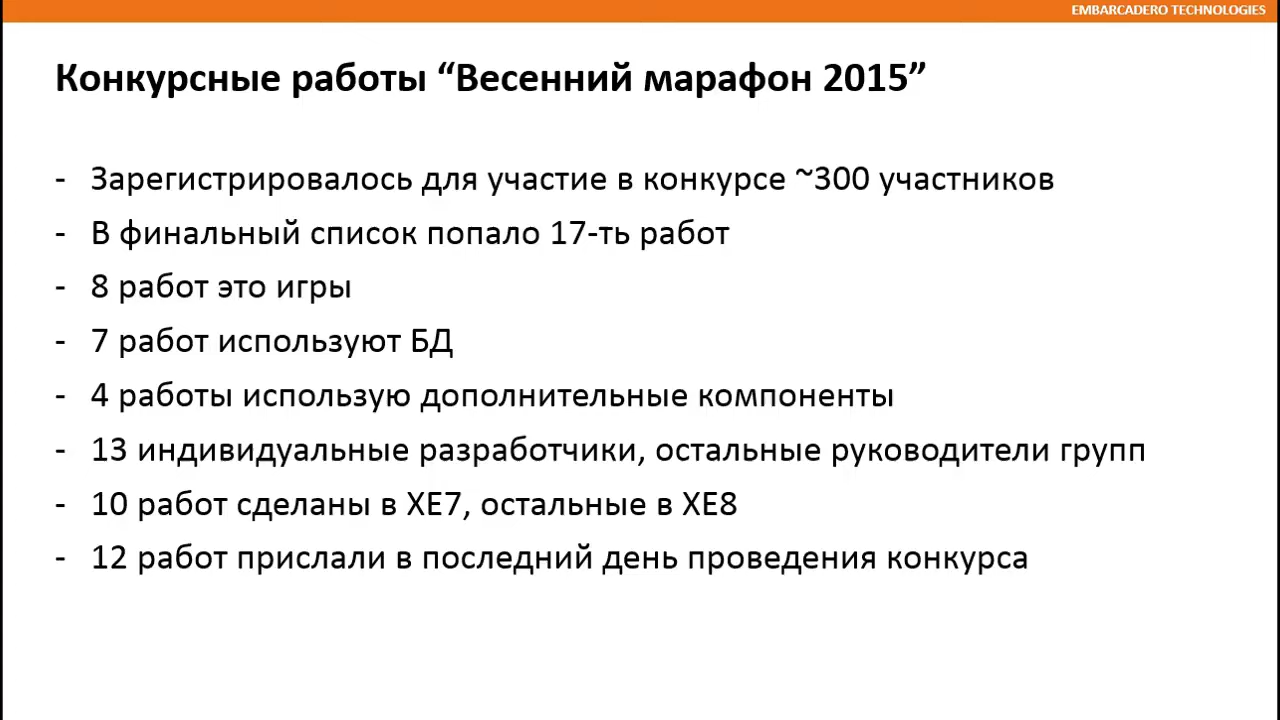 EMBARCADERO TECHNOLOGIES
Конкурсные работы “Весенний марафон 2015”
- Зарегистрировалось для участие в конкурсе ~300 участников
- В финальный список попало 17-ть работ
- 8 работ это игры
- 7 работ используют БД
- 4 работы использую дополнительные компоненты
- 13 индивидуальные разработчики, остальные руководители групп
- 10 работ сделаны в XE7, остальные в XE8
- 12 работ прислали в последний день проведения конкурса